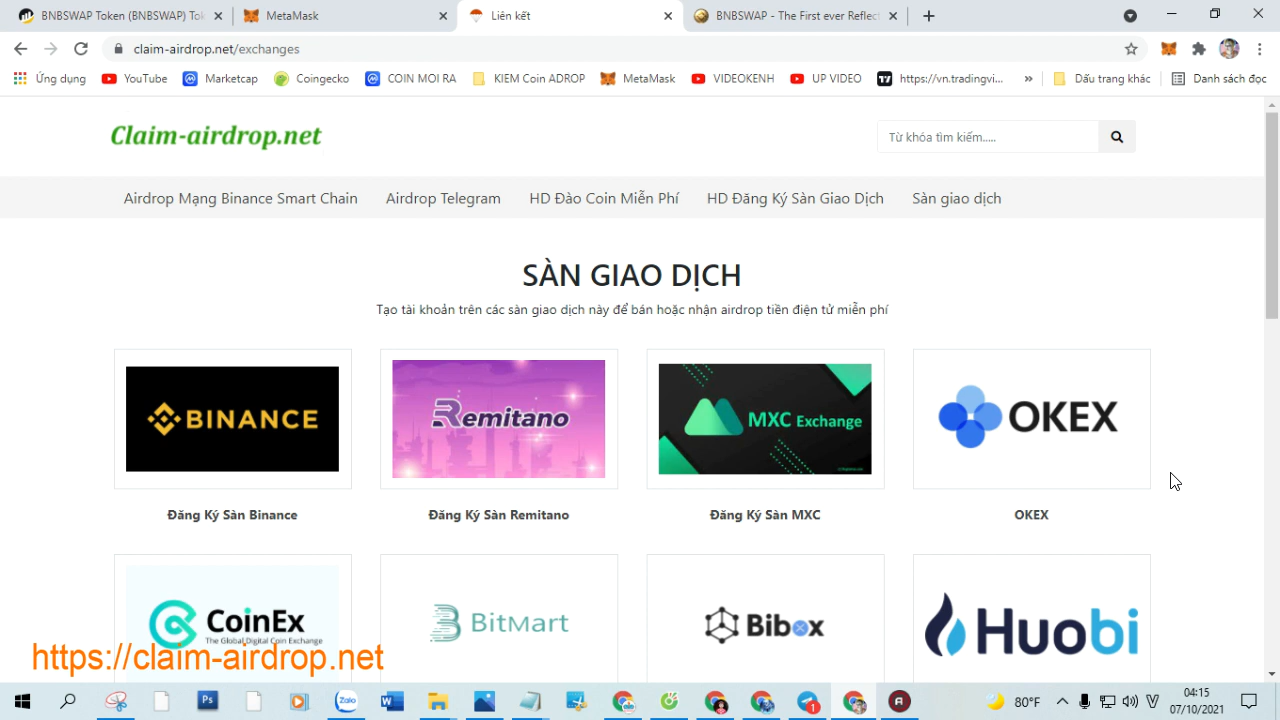 BNBSWAP Token (BNBSWAP) Tok
MetaMask
Liên kết
BNBSWAP - The First ever Reflect
claim-airdrop.net/exchanges
Ứng dụng
YouTube
Marketcap
Coingecko
COIN MOI RA
KIEM Coin ADROP
MetaMask
VIDEOKENH
UP VIDEO
https://vn.tradingvi...
»
Dấu trang khác
Danh sách đọc
Claim-airdrop.net
Từ khóa tìm kiếm.....
Airdrop Mạng Binance Smart Chain
Airdrop Telegram
HD Đào Coin Miễn Phí
HD Đăng Ký Sàn Giao Dịch
Sàn giao dịch
SÀN GIAO DỊCH
Tạo tài khoản trên các sàn giao dịch này để bán hoặc nhận airdrop tiền điện tử miễn phí
BINANCE
Remitano
MXC Exchange
OKEX
Đăng Ký Sàn Binance
Đăng Ký Sàn Remitano
Đăng Ký Sàn MXC
OKEX
CoinEx
The Global Digital Coin Exchange
BitMart
Bibox
Huobi
https://claim-airdrop.net
Ps
Zalo
1
80°F
04:15
07/10/2021